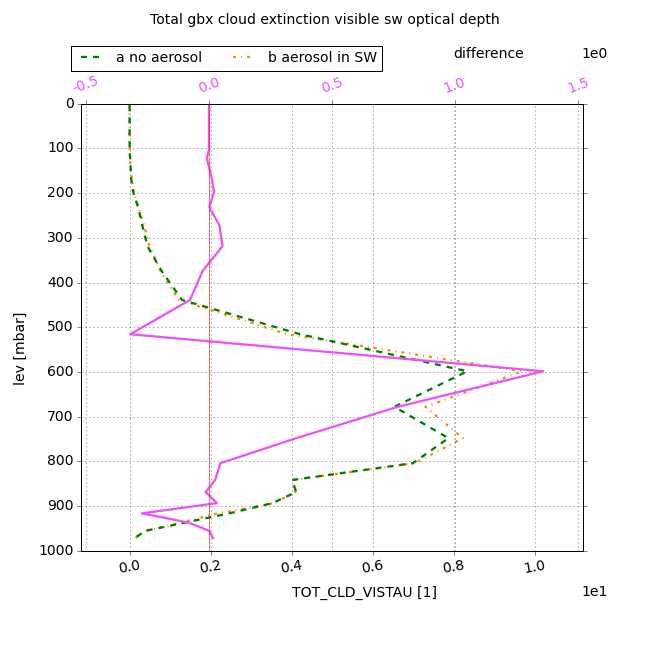 Total gbx cloud extinction visible sw optical depth
a no aerosol b aerosol in SW difference 1e0
-0.5 0.0 0.5 1.0 1.5
0
100
200
300
400
500
600
700
800
900
1000
lev [mbar]
0.0 0.2 0.4 0.6 0.8 1.0
TOT_CLD_VISTAU [1] 1e1